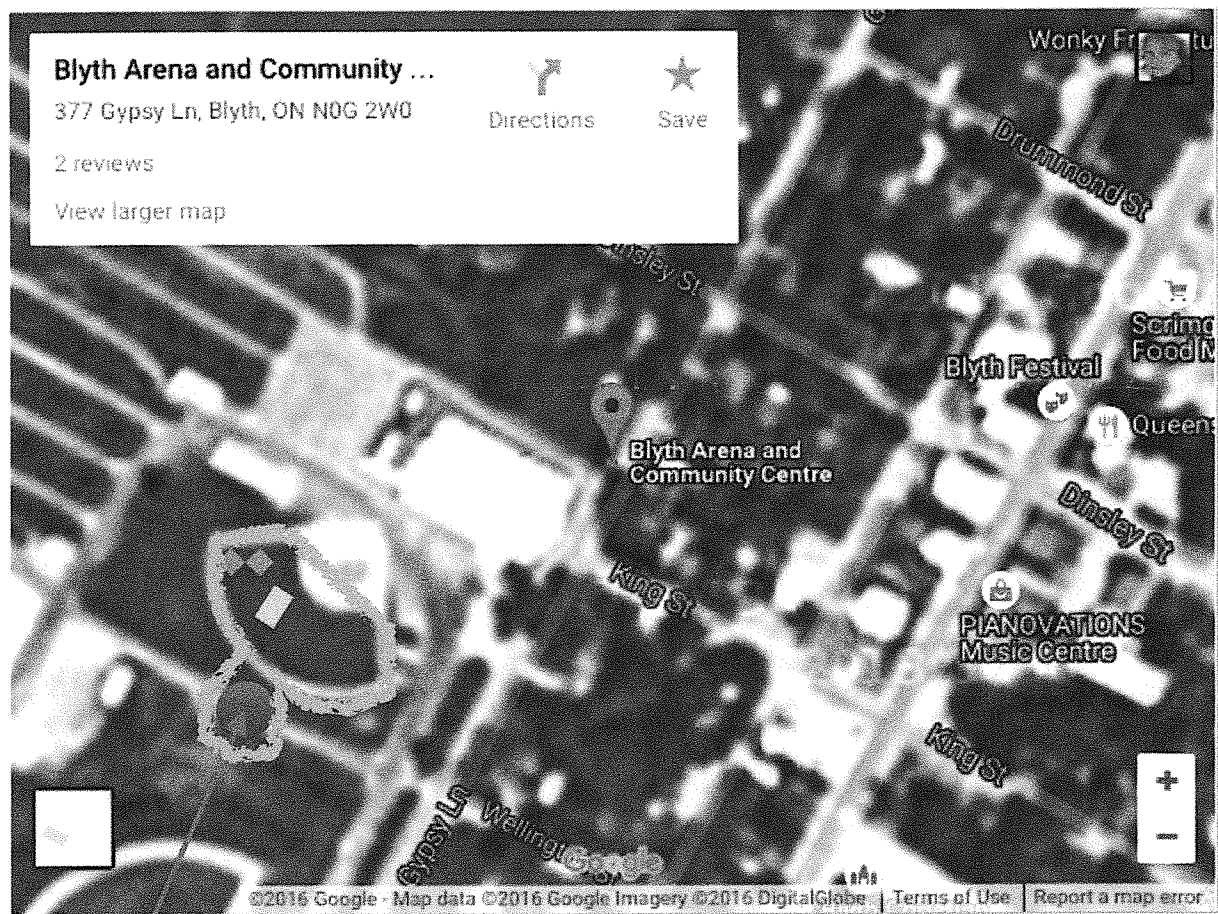 Blyth Arena and Community ...
377 Gypsy Ln, Blyth, ON N0G 2W0
2 reviews
View larger map
Directions
Save
Wonky
Drummond St
Blyth Festival
Queens
Food M
Blyth Arena and
Community Centre
Dinsley St
King St
PIANOVATIONS
Music Centre
King St
Gypsy Ln
Google
+
−
©2016 Google - Map data ©2016 Google Imagery ©2016 DigitalGlobe
Terms of Use
Report a map error